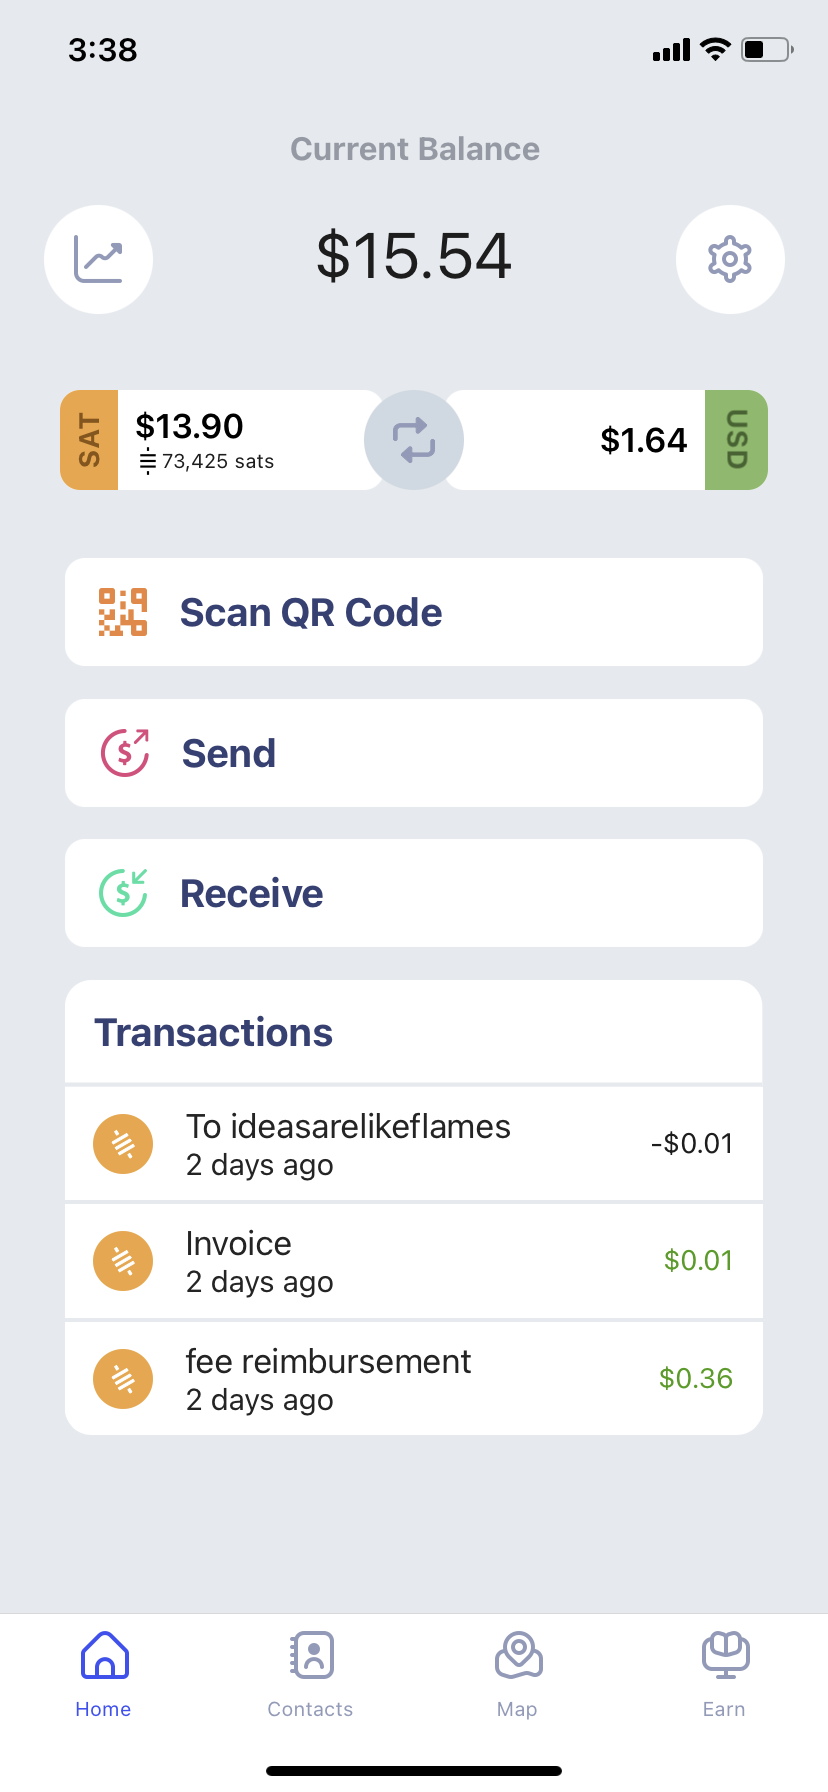 3:38
Current Balance
$15.54
SAT
$13.90
73,425 sats
$1.64
USD
Scan QR Code
Send
Receive
Transactions
To ideasarelikeflames
2 days ago
-$0.01
Invoice
2 days ago
$0.01
fee reimbursement
2 days ago
$0.36
Home
Contacts
Map
Earn